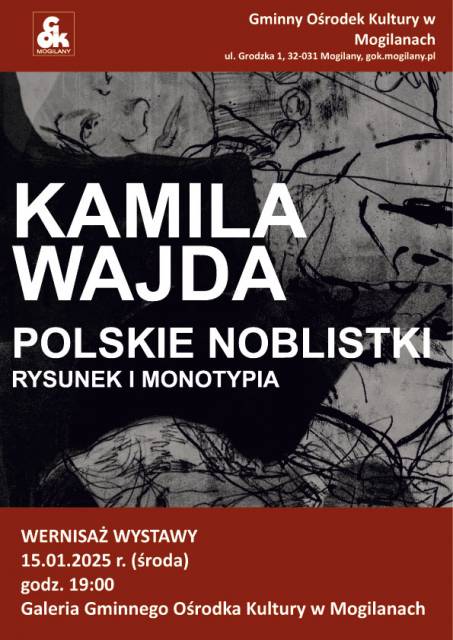 GOK
MOGILANY
Gminny Ośrodek Kultury w
Mogilanach
ul. Grodzka 1, 32-031 Mogilany, gok.mogilany.pl
KAMILA
WAJDA
POLSKIE NOBLISTKI
RYSUNEK I MONOTYPIA
WERNISAŻ WYSTAWY
15.01.2025 r. (środa)
godz. 19:00
Galeria Gminnego Ośrodka Kultury w Mogilanach